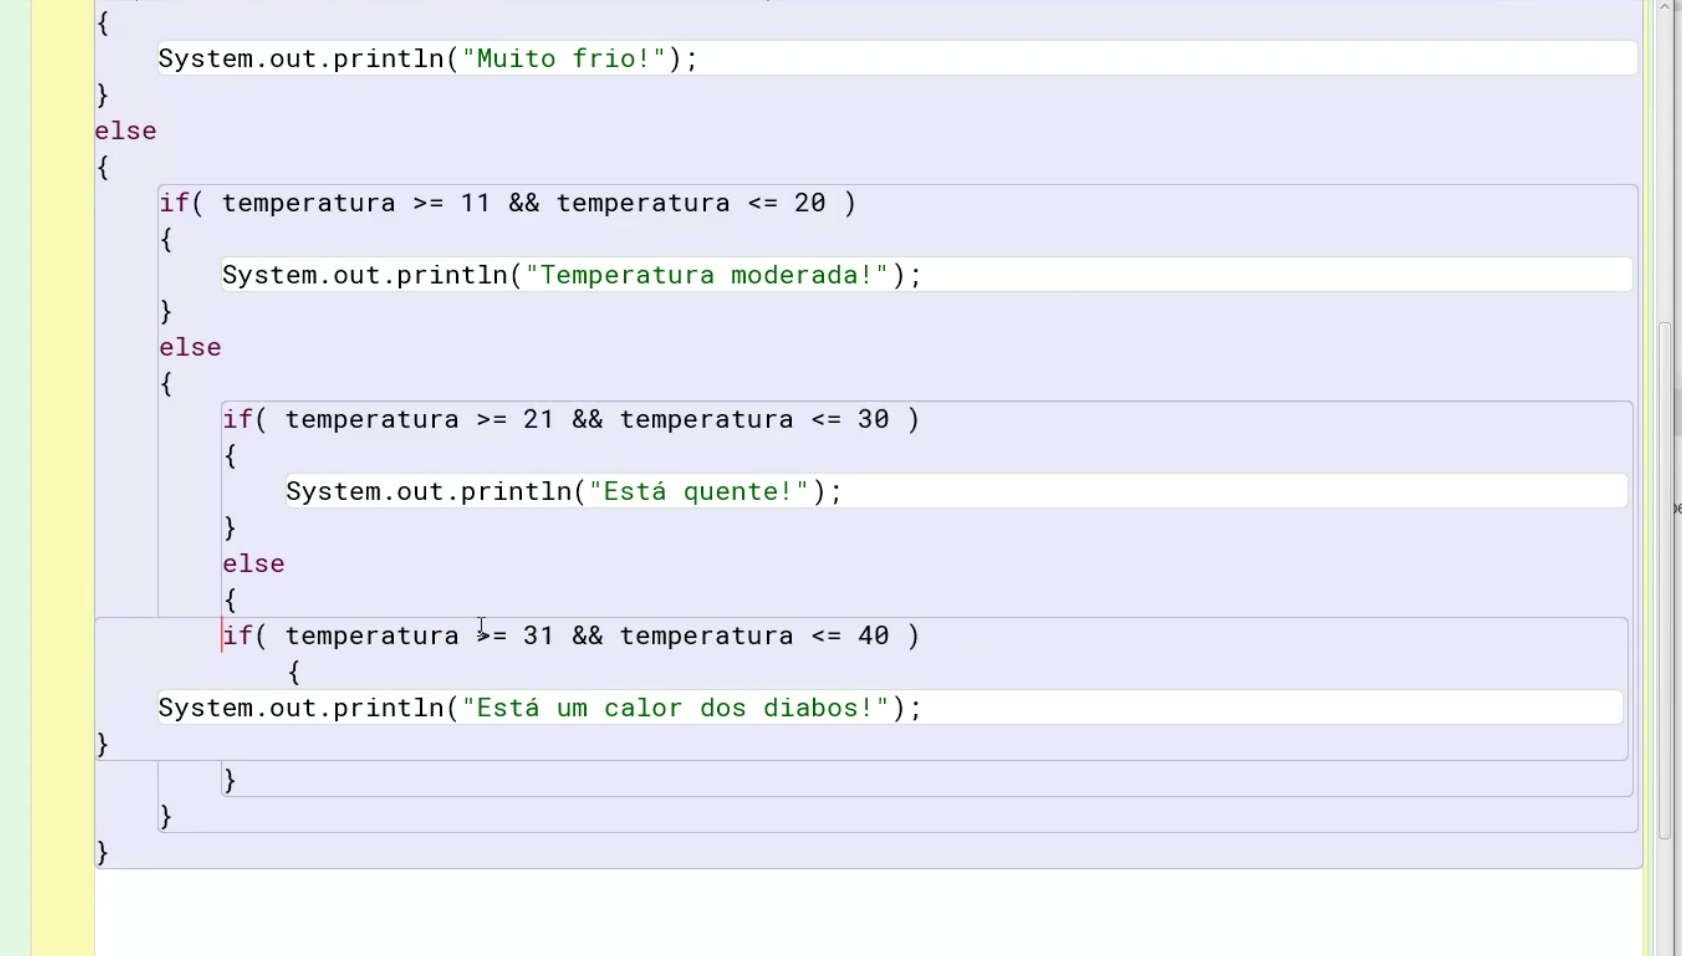 {
System.out.println("Muito frio!");
}
else
{
if( temperatura >= 11 && temperatura <= 20 )
{
System.out.println("Temperatura moderada!");
}
else
{
if( temperatura >= 21 && temperatura <= 30 )
{
System.out.println("Está quente!");
}
else
{
if( temperatura >= 31 && temperatura <= 40 )
{
System.out.println("Está um calor dos diabos!");
}
}
}
}